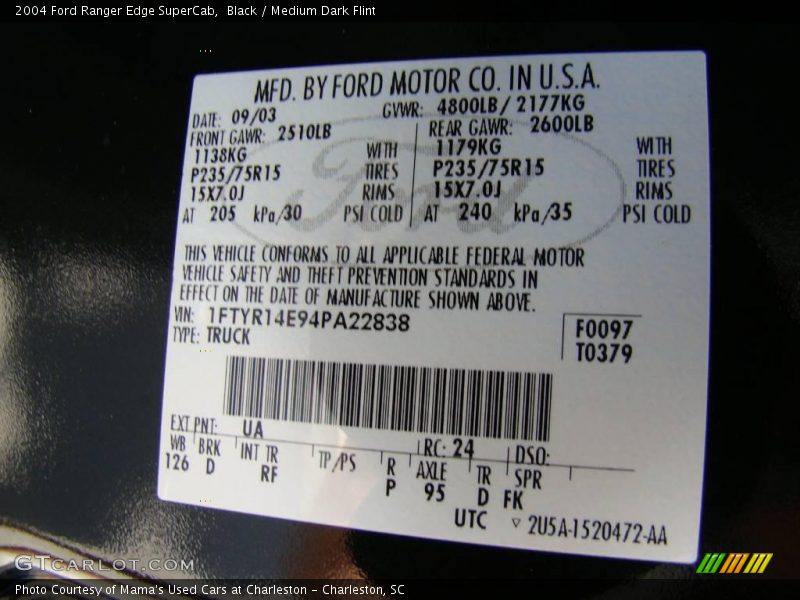 2004 Ford Ranger Edge SuperCab, Black / Medium Dark Flint
MFD. BY FORD MOTOR CO. IN U.S.A.
DATE: 09/03 GVWR: 4800LB/ 2177KG
FRONT GAWR: 2510LB REAR GAWR: 2600LB
1138KG WITH 1179KG WITH
P235/75R15 TIRES P235/75R15 TIRES
15X7.0J RIMS 15X7.0J RIMS
AT 205 kPa/30 PSI COLD AT 240 kPa/35 PSI COLD
Ford
THIS VEHICLE CONFORMS TO ALL APPLICABLE FEDERAL MOTOR
VEHICLE SAFETY AND THEFT PREVENTION STANDARDS IN
EFFECT ON THE DATE OF MANUFACTURE SHOWN ABOVE.
VIN: 1FTYR14E94PA22838 F0097
TYPE: TRUCK T0379
EXT PNT: UA RC: 24 DSO:
WB BRK INT TR TP/PS R AXLE TR SPR
126 D RF P 95 D FK
UTC ▽ 2U5A-1520472-AA
GTCARLOT.COM
Photo Courtesy of Mama's Used Cars at Charleston - Charleston, SC